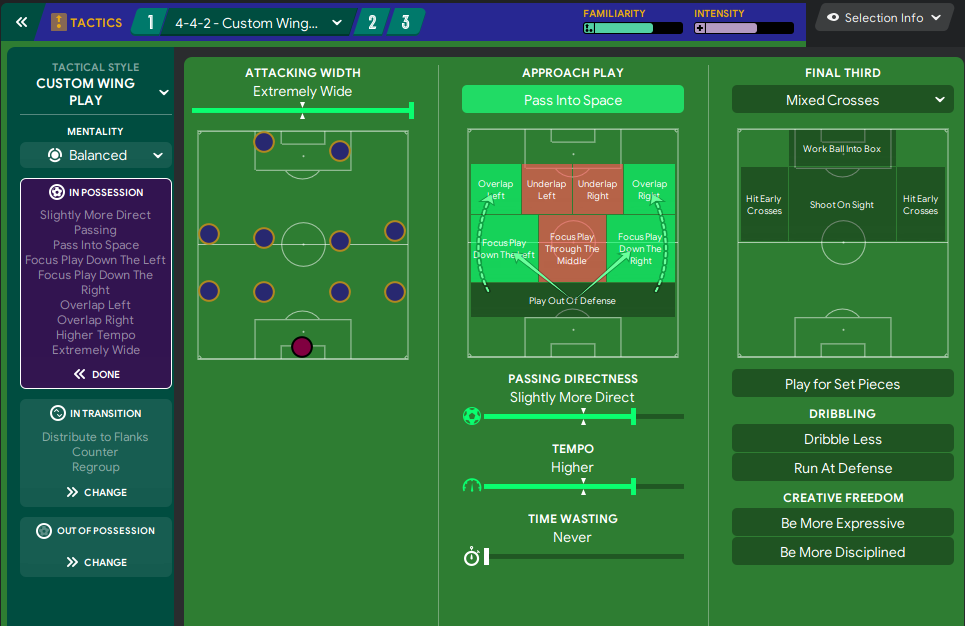 TACTICS
1
4-4-2 - Custom Wing...
2
3
FAMILIARITY
INTENSITY
Selection Info
TACTICAL STYLE
CUSTOM WING
PLAY
MENTALITY
Balanced
IN POSSESSION
Slightly More Direct
Passing
Pass Into Space
Focus Play Down The Left
Focus Play Down The
Right
Overlap Left
Overlap Right
Higher Tempo
Extremely Wide
DONE
IN TRANSITION
Distribute to Flanks
Counter
Regroup
CHANGE
OUT OF POSSESSION
CHANGE
ATTACKING WIDTH
Extremely Wide
APPROACH PLAY
Pass Into Space
Overlap
Left
Underlap
Left
Underlap
Right
Overlap
Right
Focus Play
Down The Left
Focus Play
Through The
Middle
Focus Play
Down The
Right
Play Out Of Defense
PASSING DIRECTNESS
Slightly More Direct
TEMPO
Higher
TIME WASTING
Never
FINAL THIRD
Mixed Crosses
Work Ball Into Box
Hit Early
Crosses
Shoot On Sight
Hit Early
Crosses
Play for Set Pieces
DRIBBLING
Dribble Less
Run At Defense
CREATIVE FREEDOM
Be More Expressive
Be More Disciplined